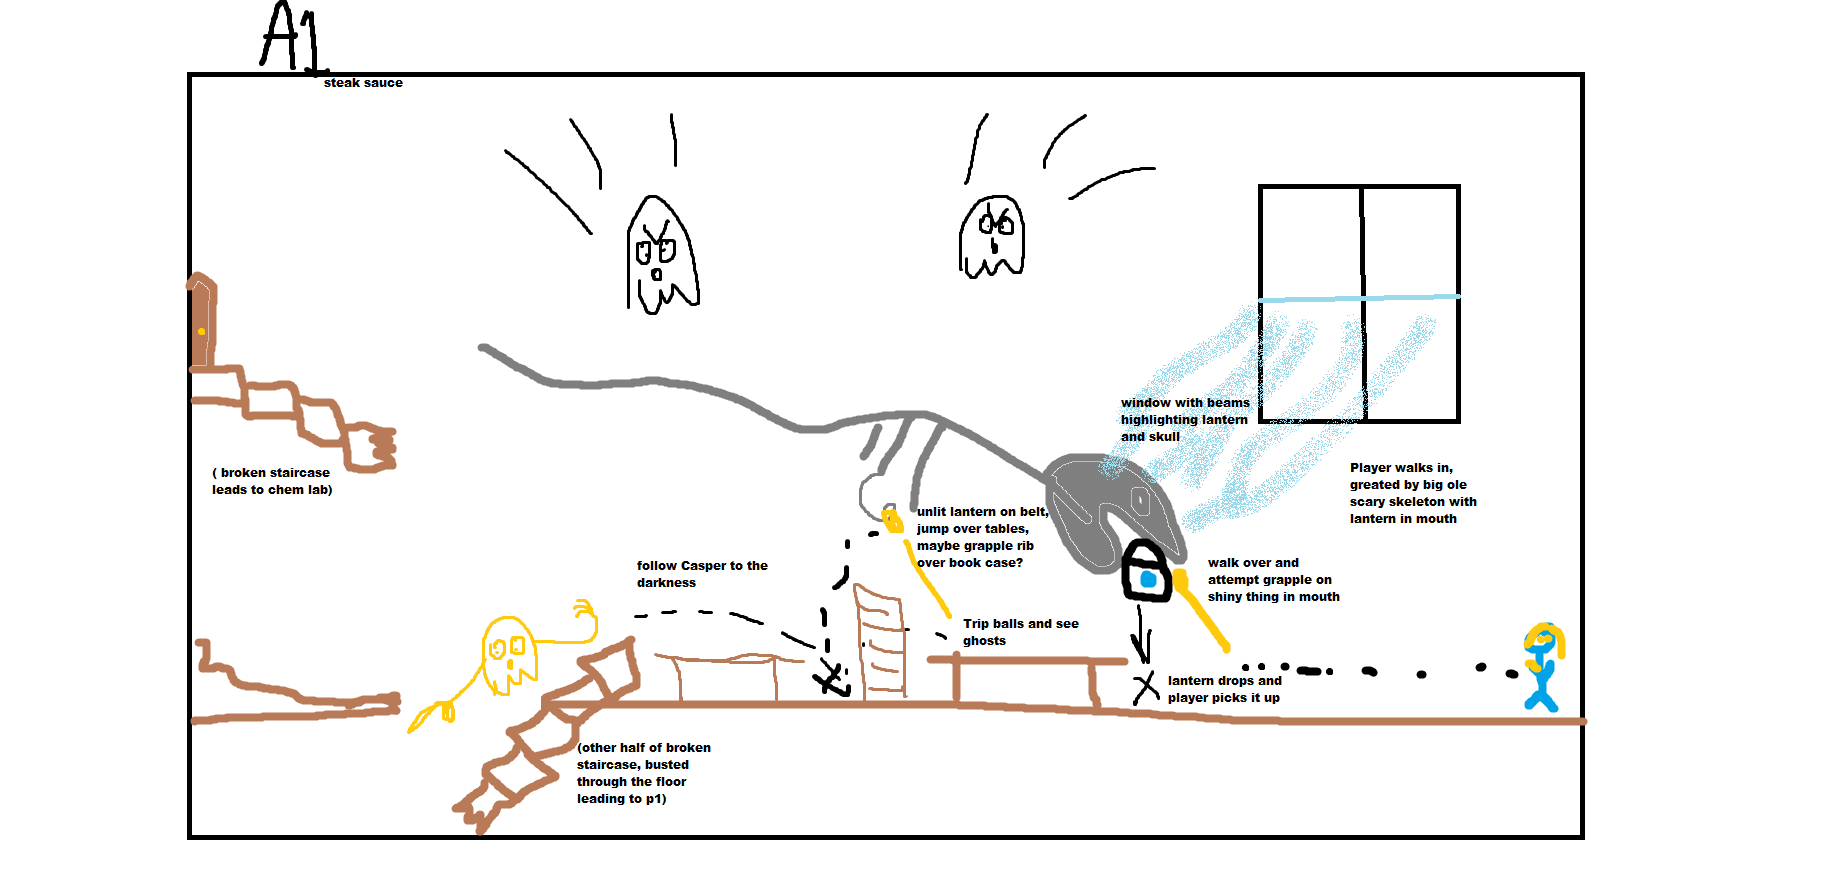 A1
steak sauce
window with beams
highlighting lantern
and skull
Player walks in,
greated by big ole
scary skeleton with
lantern in mouth
( broken staircase
leads to chem lab)
unlit lantern on belt,
jump over tables,
maybe grapple rib
over book case?
follow Casper to the
darkness
walk over and
attempt grapple on
shiny thing in mouth
Trip balls and see
ghosts
lantern drops and
player picks it up
(other half of broken
staircase, busted
through the floor
leading to p1)